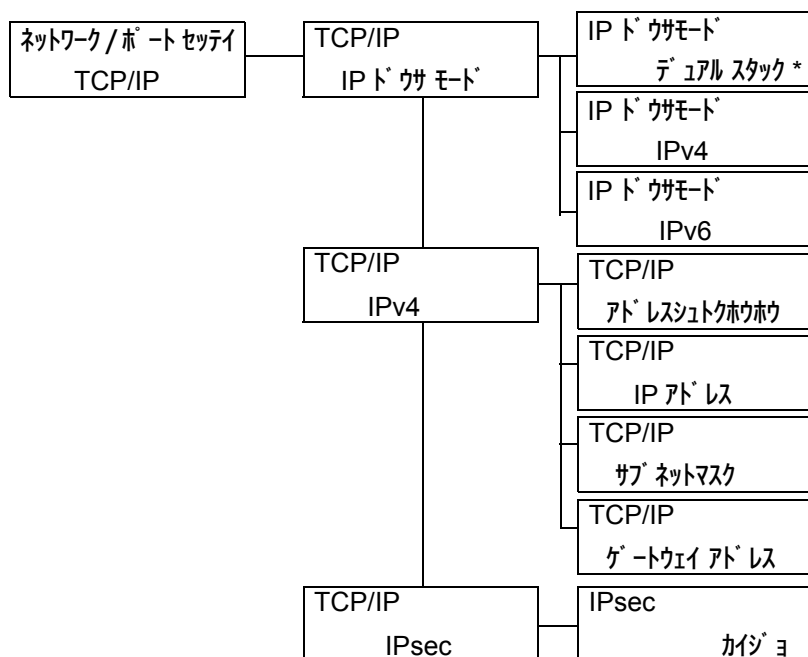 ﾈｯﾄﾜｰｸ / ﾎﾟｰﾄ ｾｯﾃｲ
TCP/IP
TCP/IP
IP ﾄﾞｳｻ ﾓｰﾄﾞ
IP ﾄﾞｳｻﾓｰﾄﾞ
ﾃﾞｭｱﾙ ｽﾀｯｸ *
IP ﾄﾞｳｻﾓｰﾄﾞ
IPv4
IP ﾄﾞｳｻﾓｰﾄﾞ
IPv6
TCP/IP
IPv4
TCP/IP
ｱﾄﾞﾚｽｼｭﾄｸﾎｳﾎｳ
TCP/IP
IP ｱﾄﾞﾚｽ
TCP/IP
ｻﾌﾞﾈｯﾄﾏｽｸ
TCP/IP
ｹﾞｰﾄｳｪｲ ｱﾄﾞﾚｽ
TCP/IP
IPsec
IPsec
ｶｲｼﾞｮ